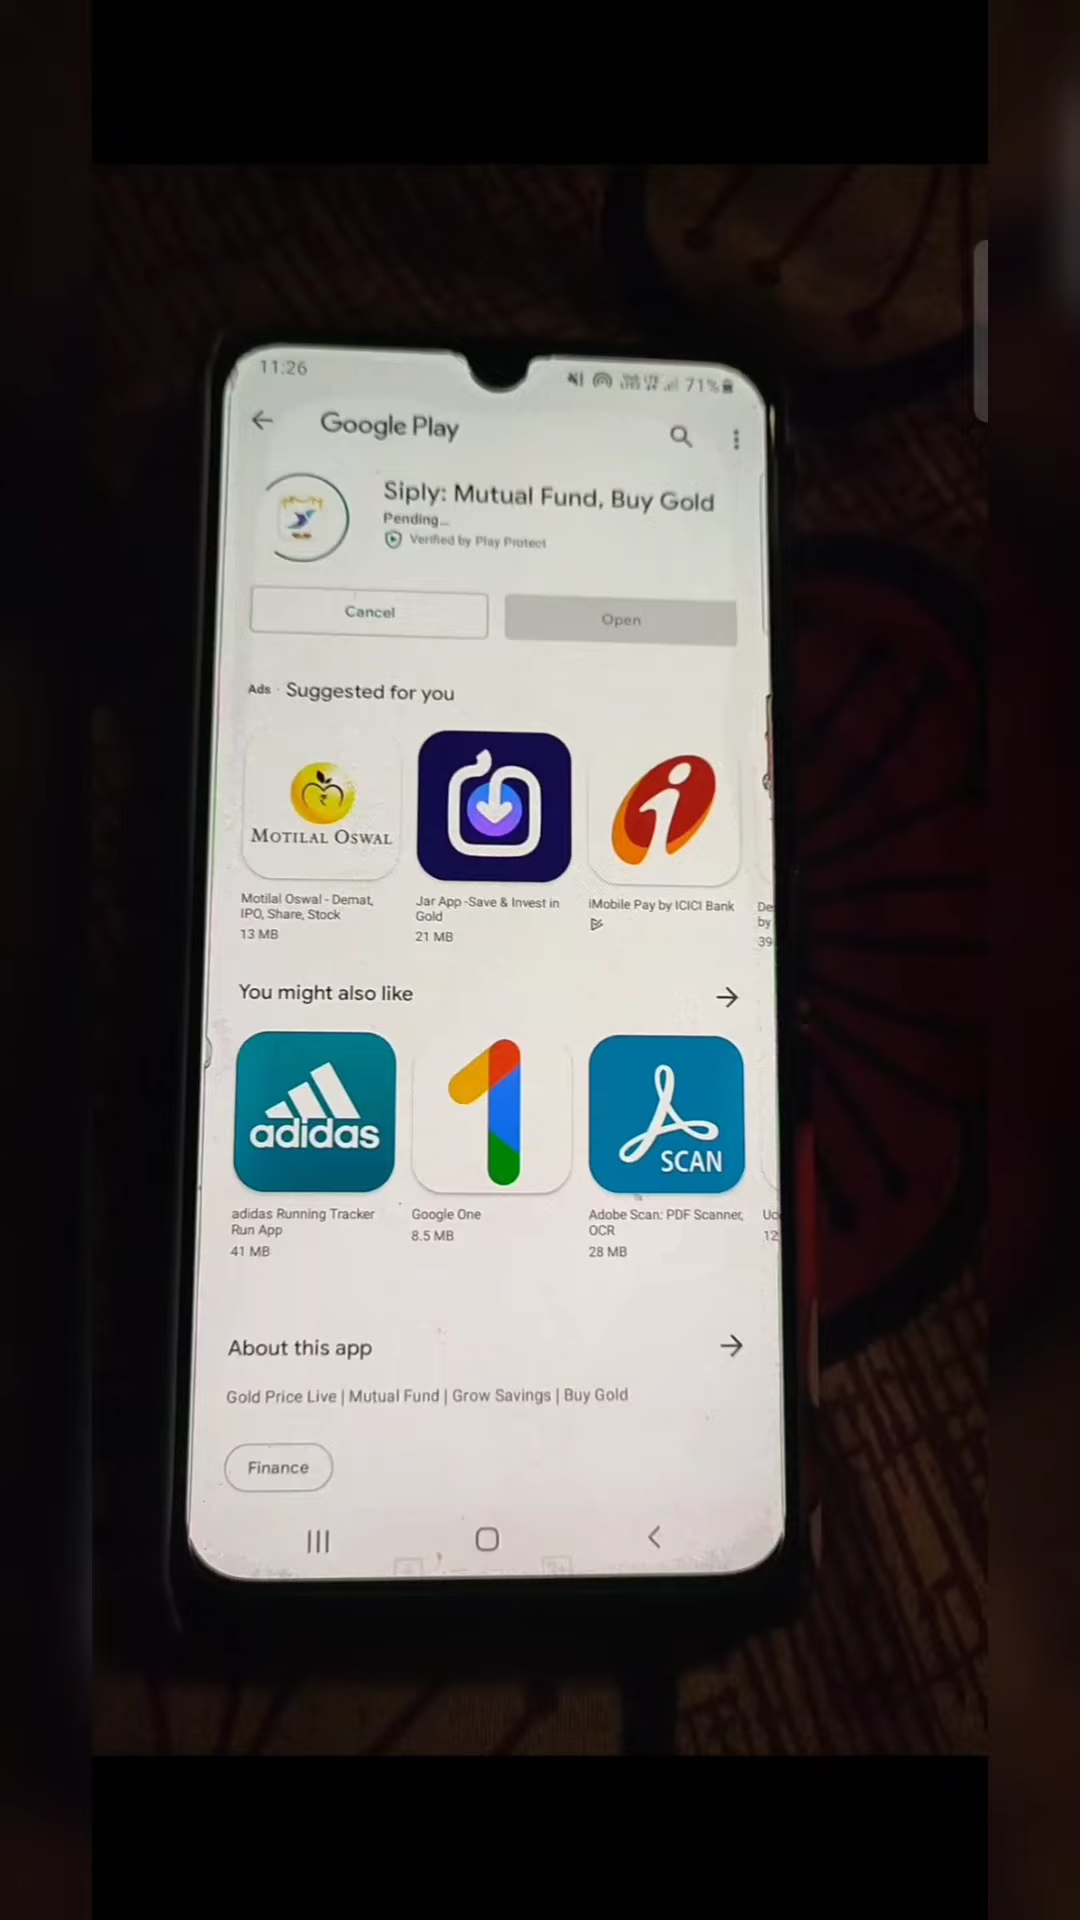 11:26
71%
Google Play
Siply: Mutual Fund, Buy Gold
Pending...
Verified by Play Protect
Cancel
Open
Ads · Suggested for you
MOTILAL OSWAL
Motilal Oswal - Demat, IPO, Share, Stock
13 MB
Jar App -Save & Invest in Gold
21 MB
iMobile Pay by ICICI Bank
De
by
39
You might also like
adidas
SCAN
adidas Running Tracker Run App
41 MB
Google One
8.5 MB
Adobe Scan: PDF Scanner, OCR
28 MB
12
About this app
Gold Price Live | Mutual Fund | Grow Savings | Buy Gold
Finance